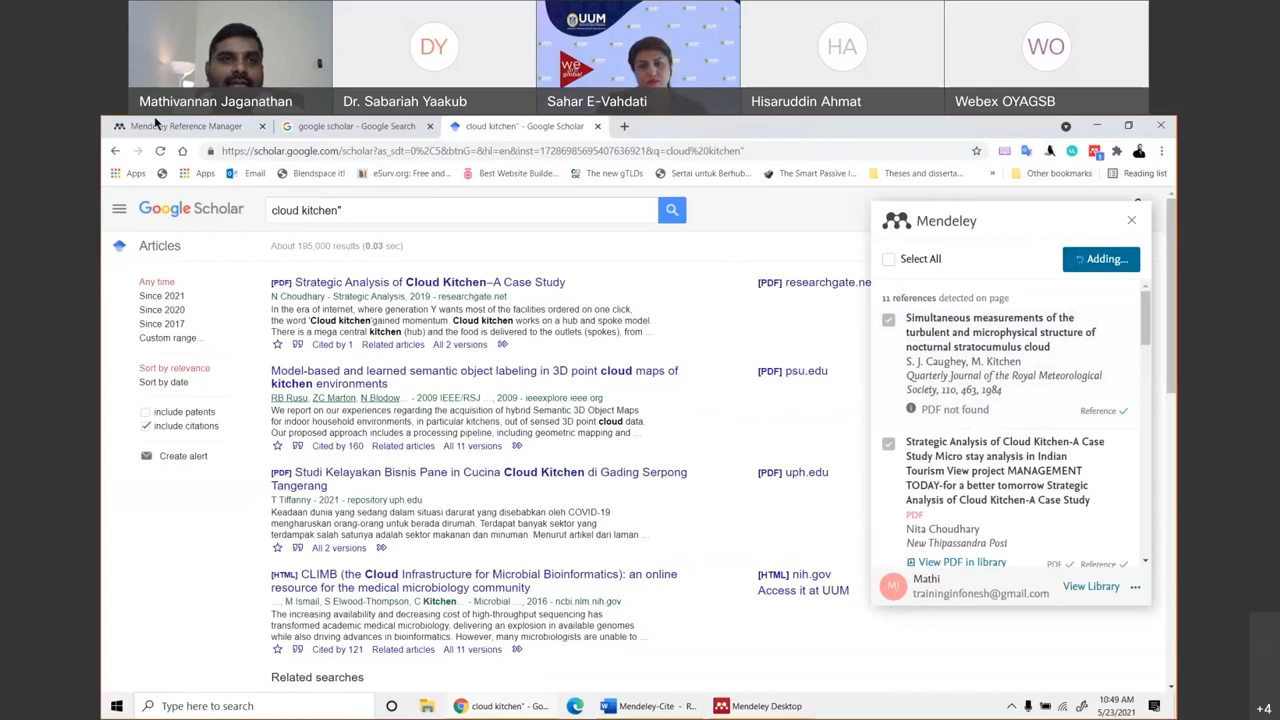 DY
UUM
we
global
HA
WO
Mathivannan Jaganathan
Dr. Sabariah Yaakub
Sahar E-Vahdati
Hisaruddin Ahmat
Webex OYAGSB
Mendeley Reference Manager
google scholar - Google Search
cloud kitchen" - Google Scholar
https://scholar.google.com/scholar?as_sdt=0%2C5&btnG=&hl=en&inst=1728698569540763692​1&q=cloud%20kitchen"
Apps
Apps
Email
Blendspace it!
eSurv.org: Free and...
Best Website Builde...
The new gTLDs
Sertai untuk Berhub...
The Smart Passive I...
Theses and disserta...
»
Other bookmarks
Reading list
Google Scholar
cloud kitchen"
Articles
About 195,000 results (0.03 sec)
Any time
Since 2021
Since 2020
Since 2017
Custom range...
Sort by relevance
Sort by date
include patents
include citations
Create alert
[PDF] Strategic Analysis of Cloud Kitchen–A Case Study
N Choudhary - Strategic Analysis, 2019 - researchgate.net
In the era of internet, where generation Y wants most of the facilities ordered on one click,
the word 'Cloud kitchen'gained momentum. Cloud kitchen works on a hub and spoke model.
There is a mega central kitchen (hub) and the food is delivered to the outlets (spokes), from ...
Cited by 1 Related articles All 2 versions
[PDF] researchgate.ne
Model-based and learned semantic object labeling in 3D point cloud maps of
kitchen environments
RB Rusu, ZC Marton, N Blodow... - 2009 IEEE/RSJ ..., 2009 - ieeexplore.ieee.org
We report on our experiences regarding the acquisition of hybrid Semantic 3D Object Maps
for indoor household environments, in particular kitchens, out of sensed 3D point cloud data.
Our proposed approach includes a processing pipeline, including geometric mapping and ...
Cited by 160 Related articles All 11 versions
[PDF] psu.edu
[PDF] Studi Kelayakan Bisnis Pane in Cucina Cloud Kitchen di Gading Serpong
Tangerang
T Tiffanny - 2021 - repository.uph.edu
Keadaan dunia yang sedang dalam situasi darurat yang disebabkan oleh COVID-19
mengharuskan orang-orang untuk berada dirumah. Terdapat banyak sektor yang
terdampak salah satunya adalah sektor makanan dan minuman. Menurut artikel dari laman ...
All 2 versions
[PDF] uph.edu
[HTML] CLIMB (the Cloud Infrastructure for Microbial Bioinformatics): an online
resource for the medical microbiology community
..., M Ismail, S Elwood-Thompson, C Kitchen... - Microbial ..., 2016 - ncbi.nlm.nih.gov
The increasing availability and decreasing cost of high-throughput sequencing has
transformed academic medical microbiology, delivering an explosion in available genomes
while also driving advances in bioinformatics. However, many microbiologists are unable to ...
Cited by 121 Related articles All 11 versions
[HTML] nih.gov
Access it at UUM
Related searches
Mendeley
Select All
Adding...
11 references detected on page
Simultaneous measurements of the
turbulent and microphysical structure of
nocturnal stratocumulus cloud
S. J. Caughey, M. Kitchen
Quarterly Journal of the Royal Meteorological
Society, 110, 463, 1984
PDF not found
Reference
Strategic Analysis of Cloud Kitchen-A Case
Study Micro stay analysis in Indian
Tourism View project MANAGEMENT
TODAY-for a better tomorrow Strategic
Analysis of Cloud Kitchen-A Case Study
PDF
Nita Choudhary
New Thipassandra Post
View PDF in library
PDF Reference
MJ
Mathi
traininginfonesh@gmail.com
View Library
Type here to search
cloud kitchen" - Go...
Mendeley-Cite - R...
Mendeley Desktop
10:49 AM
5/23/2021
+4